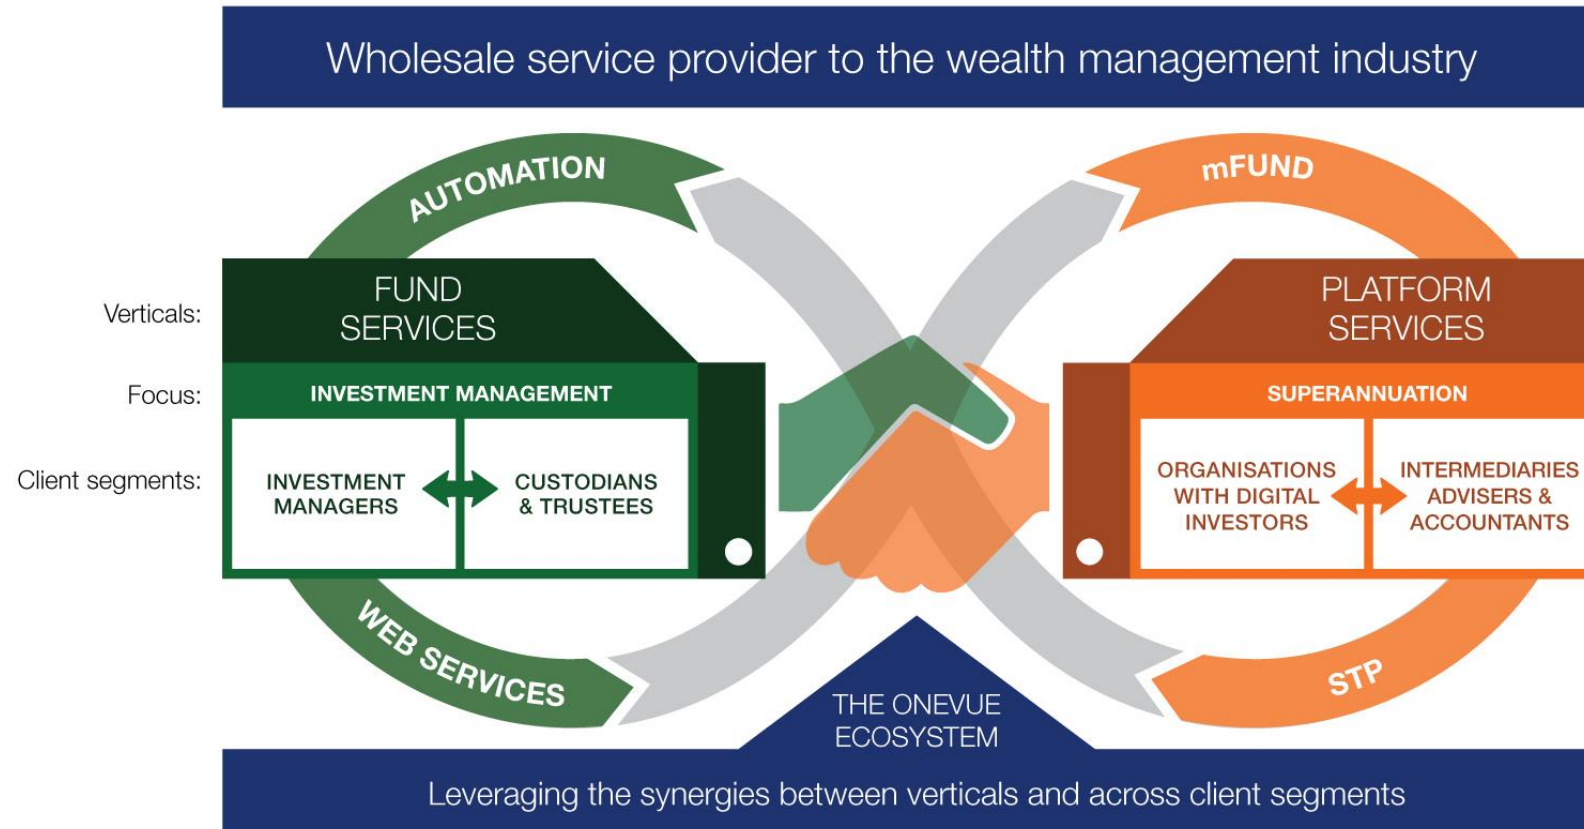 Wholesale service provider to the wealth management industry
AUTOMATION
mFUND
Verticals:
FUND
SERVICES
PLATFORM
SERVICES
Focus:
INVESTMENT MANAGEMENT
SUPERANNUATION
Client segments:
INVESTMENT
MANAGERS
CUSTODIANS
& TRUSTEES
ORGANISATIONS
WITH DIGITAL
INVESTORS
INTERMEDIARIES
ADVISERS &
ACCOUNTANTS
WEB SERVICES
STP
THE ONEVUE
ECOSYSTEM
Leveraging the synergies between verticals and across client segments